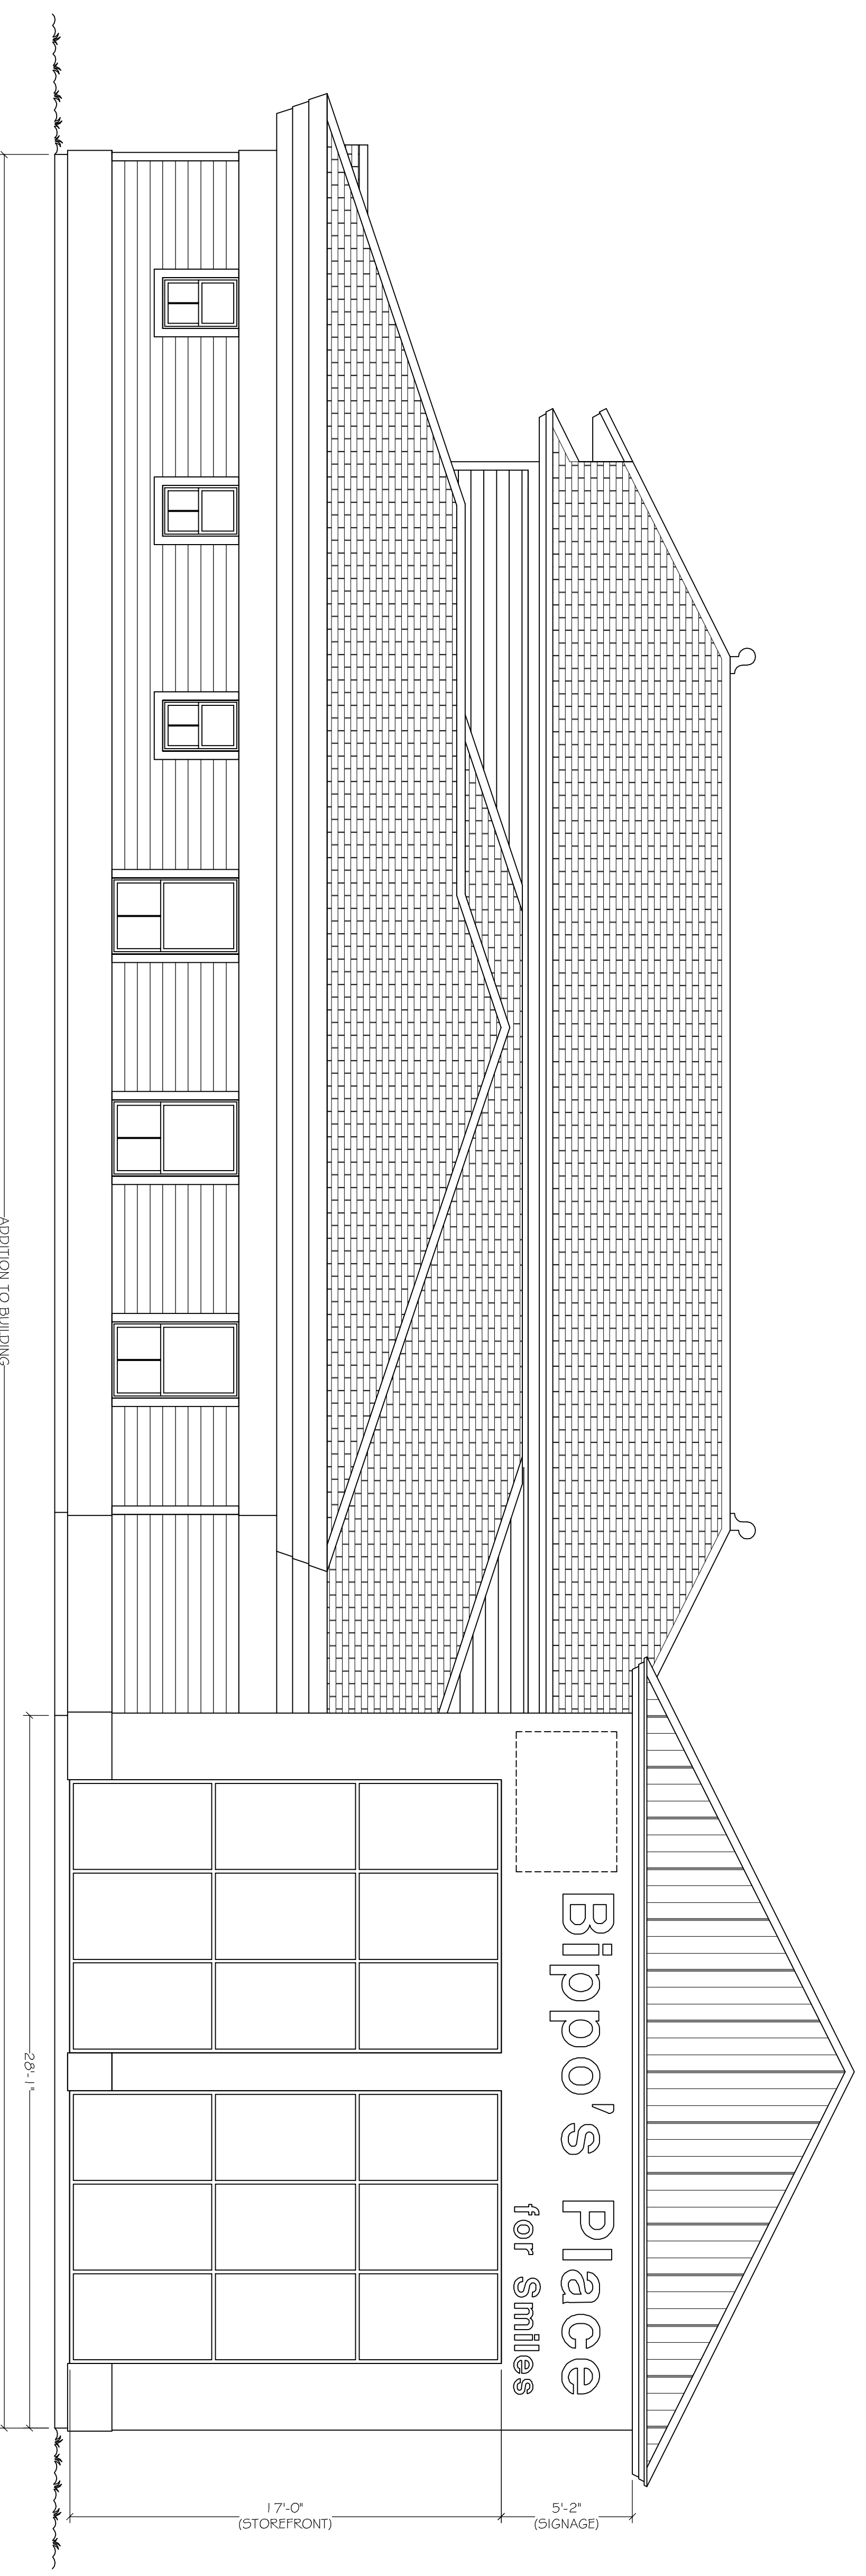 Bippo's Place
for Smiles
5'-2"
(SIGNAGE)
17'-0"
(STOREFRONT)
28'-1"
ADDITION TO BUILDING